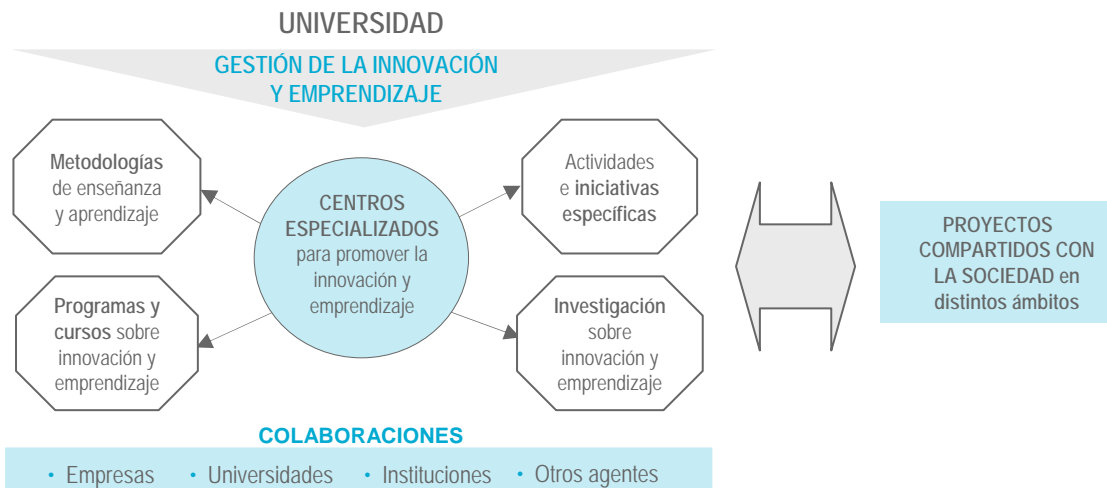 UNIVERSIDAD
GESTIÓN DE LA INNOVACIÓN
Y EMPRENDIZAJE
Metodologías
de enseñanza
y aprendizaje
Actividades
e iniciativas
específicas
CENTROS
ESPECIALIZADOS
para promover la
innovación y
emprendizaje
Programas y
cursos sobre
innovación y
emprendizaje
Investigación
sobre
innovación y
emprendizaje
PROYECTOS
COMPARTIDOS CON
LA SOCIEDAD en
distintos ámbitos
COLABORACIONES
• Empresas • Universidades • Instituciones • Otros agentes